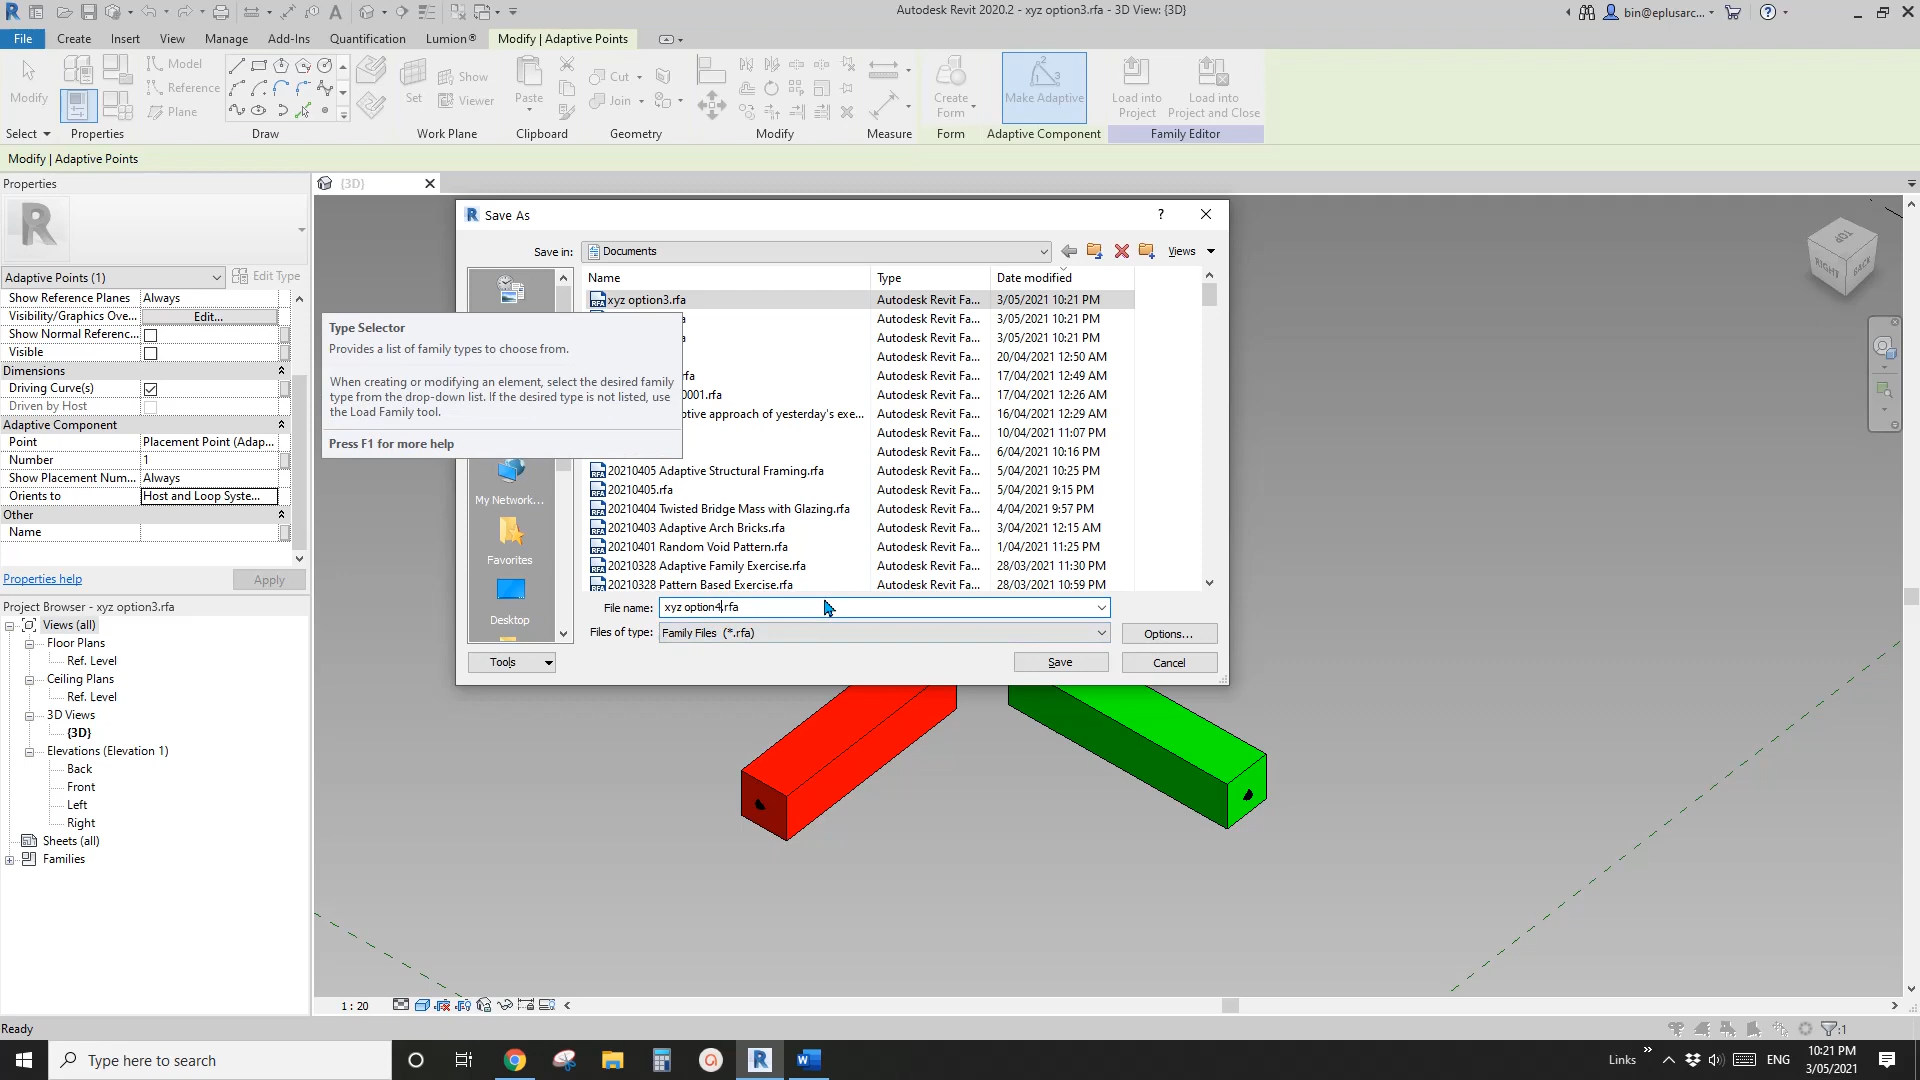 Autodesk Revit 2020.2 - xyz option3.rfa - 3D View: {3D}
bin@eplusarc...
File Create Insert View Manage Add-Ins Quantification Lumion® Modify | Adaptive Points
Modify
Model
Reference
Plane
Set
Show
Viewer
Paste
Cut
Join
Create Form
Make Adaptive
Load into Project
Load into Project and Close
Select Properties Draw Work Plane Clipboard Geometry Modify Measure Form Adaptive Component Family Editor
Modify | Adaptive Points
Properties
{3D}
Adaptive Points (1)
Edit Type
Show Reference Planes Always
Visibility/Graphics Ove... Edit...
Show Normal Referenc...
Visible
Dimensions
Driving Curve(s)
Driven by Host
Adaptive Component
Point Placement Point (Adap...
Number 1
Show Placement Num... Always
Orients to Host and Loop Syste...
Other
Name
Properties help
Apply
Project Browser - xyz option3.rfa
Views (all)
Floor Plans
Ref. Level
Ceiling Plans
Ref. Level
3D Views
{3D}
Elevations (Elevation 1)
Back
Front
Left
Right
Sheets (all)
Families
Save As
Save in: Documents
Views
Name Type Date modified
xyz option3.rfa Autodesk Revit Fa... 3/05/2021 10:21 PM
a Autodesk Revit Fa... 3/05/2021 10:21 PM
a Autodesk Revit Fa... 3/05/2021 10:21 PM
Autodesk Revit Fa... 20/04/2021 12:50 AM
rfa Autodesk Revit Fa... 17/04/2021 12:49 AM
0001.rfa Autodesk Revit Fa... 17/04/2021 12:26 AM
ptive approach of yesterday's exe... Autodesk Revit Fa... 16/04/2021 12:29 AM
Autodesk Revit Fa... 10/04/2021 11:07 PM
Autodesk Revit Fa... 6/04/2021 10:16 PM
20210405 Adaptive Structural Framing.rfa Autodesk Revit Fa... 5/04/2021 10:25 PM
20210405.rfa Autodesk Revit Fa... 5/04/2021 9:15 PM
20210404 Twisted Bridge Mass with Glazing.rfa Autodesk Revit Fa... 4/04/2021 9:57 PM
20210403 Adaptive Arch Bricks.rfa Autodesk Revit Fa... 3/04/2021 12:15 AM
20210401 Random Void Pattern.rfa Autodesk Revit Fa... 1/04/2021 11:25 PM
20210328 Adaptive Family Exercise.rfa Autodesk Revit Fa... 28/03/2021 11:30 PM
20210328 Pattern Based Exercise.rfa Autodesk Revit Fa... 28/03/2021 10:59 PM
Type Selector
Provides a list of family types to choose from.
When creating or modifying an element, select the desired family
type from the drop-down list. If the desired type is not listed, use
the Load Family tool.
Press F1 for more help
My Network...
Favorites
Desktop
File name: xyz option4.rfa
Files of type: Family Files (*.rfa)
Options...
Tools
Save
Cancel
TOP
RIGHT
BACK
1 : 20
Ready
:1
Type here to search
Links
ENG
10:21 PM
3/05/2021